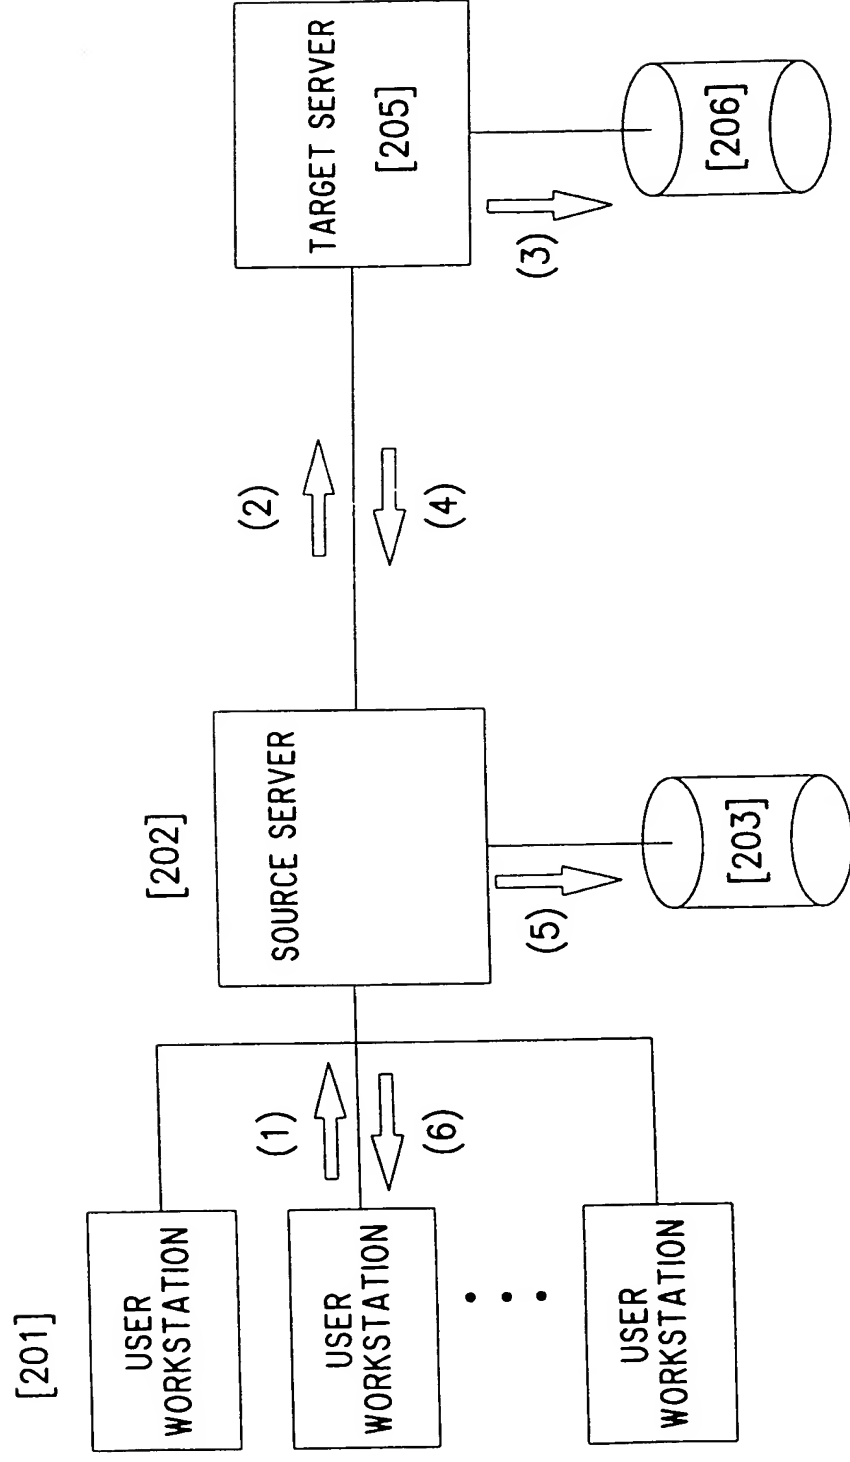 [201]
USER
WORKSTATION
USER
WORKSTATION
USER
WORKSTATION
(1)
(6)
[202]
SOURCE SERVER
(5)
[203]
(2)
(4)
TARGET SERVER
[205]
(3)
[206]